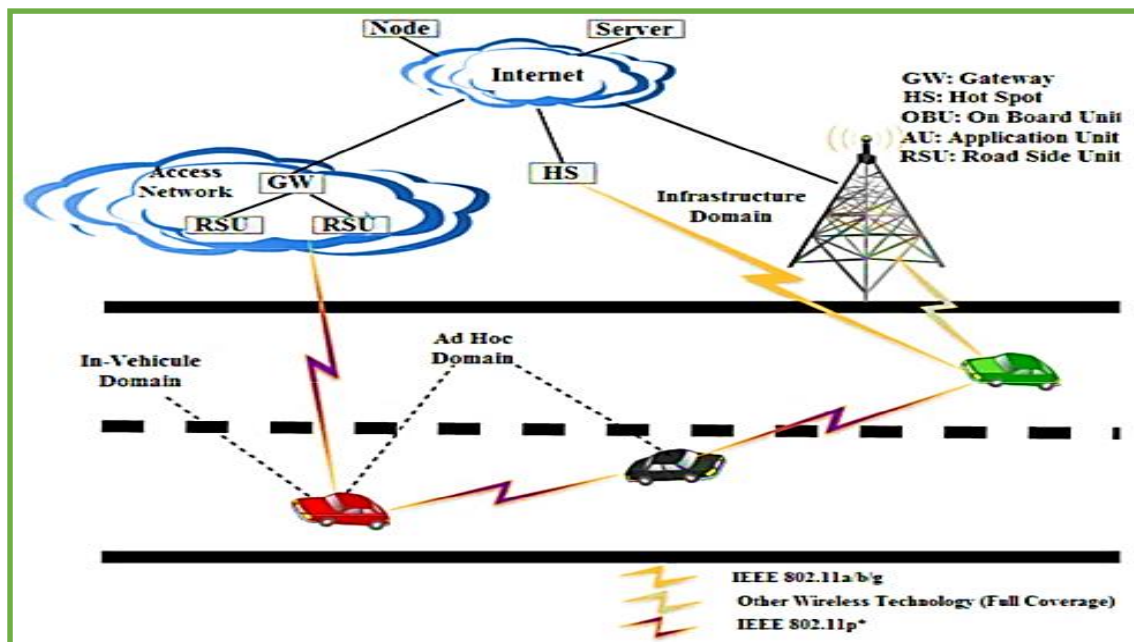 Node
Server
Internet
GW: Gateway
HS: Hot Spot
OBU: On Board Unit
AU: Application Unit
RSU: Road Side Unit
Access
Network
GW
HS
RSU
RSU
Infrastructure
Domain
Ad Hoc
Domain
In-Vehicule
Domain
IEEE 802.11a/b/g
Other Wireless Technology (Full Coverage)
IEEE 802.11p*